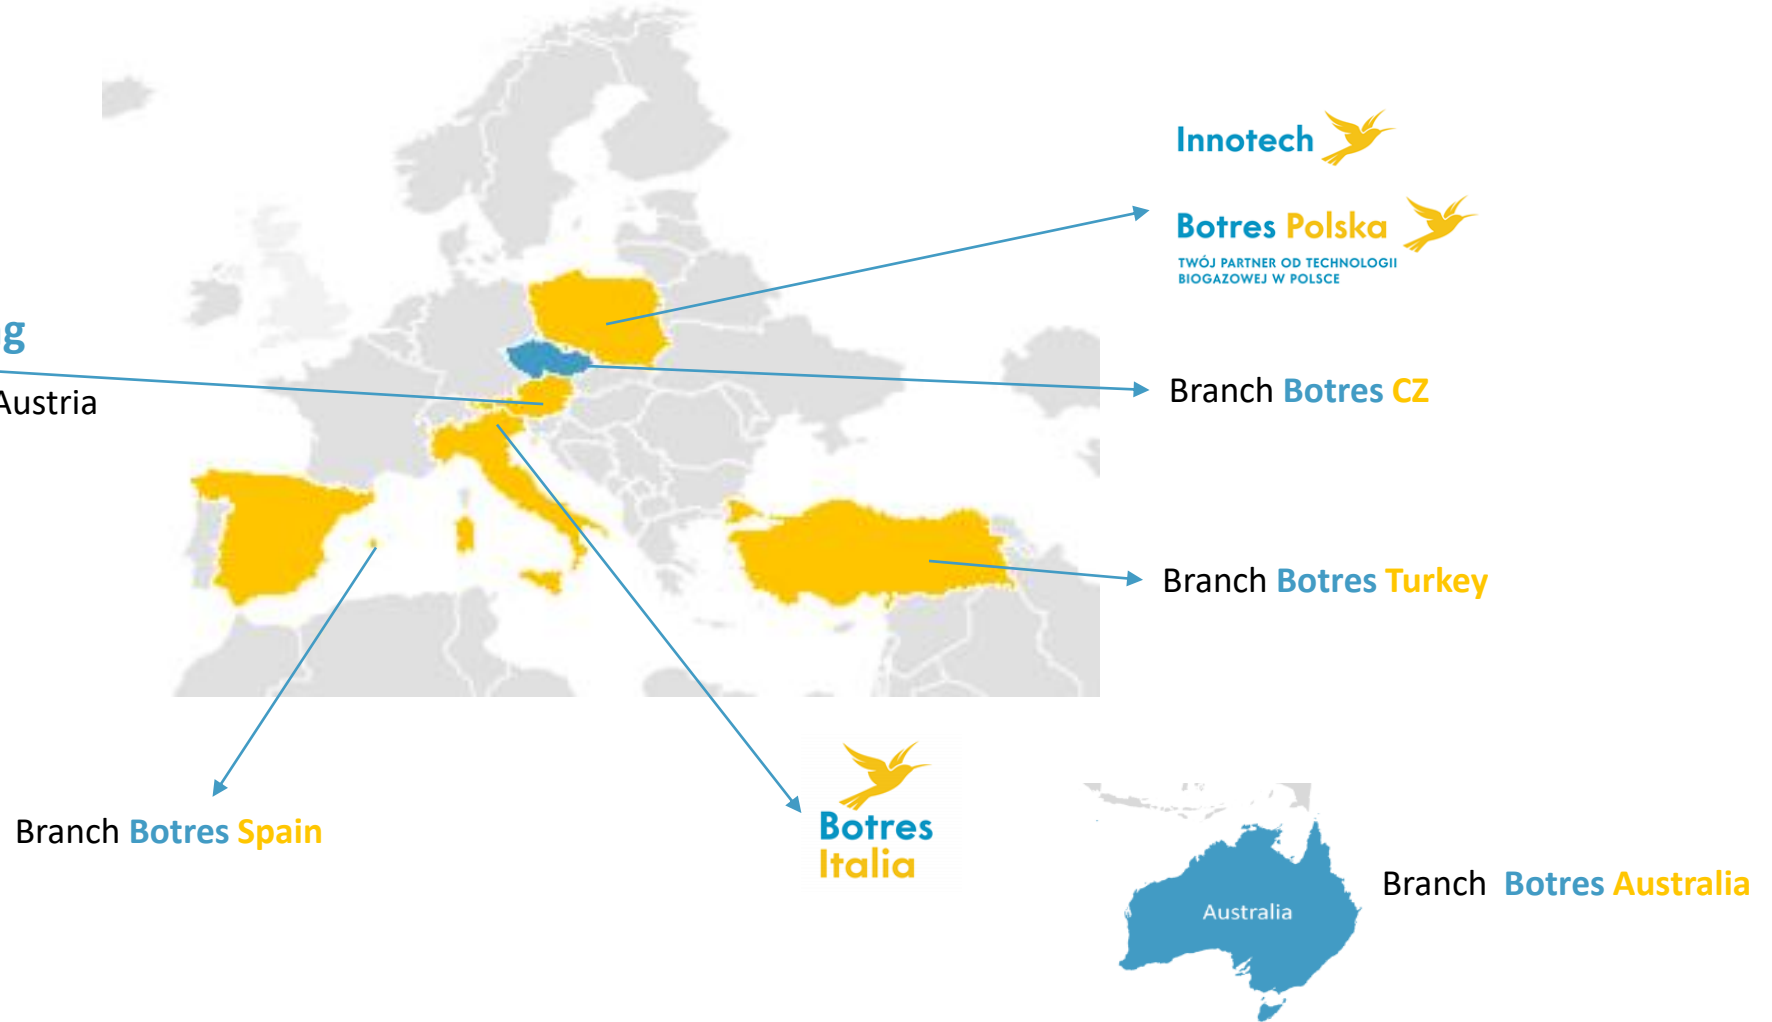 Innotech
Botres Polska
TWÓJ PARTNER OD TECHNOLOGII
BIOGAZOWEJ W POLSCE
Austria
Branch Botres CZ
Branch Botres Turkey
Branch Botres Spain
Botres
Italia
Branch Botres Australia
Australia